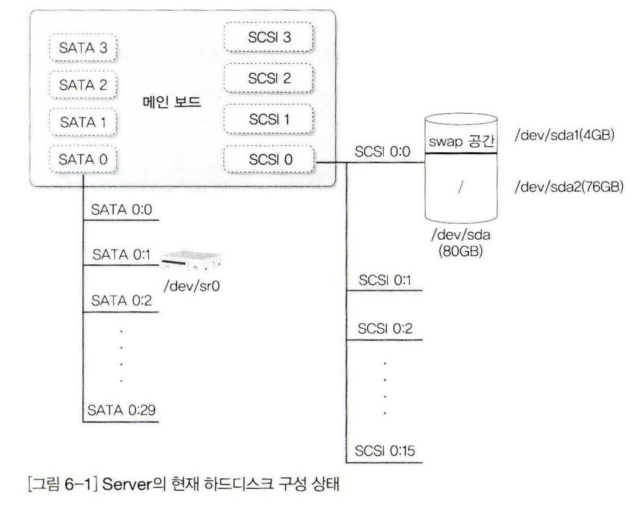 SATA 3
SATA 2
SATA 1
SATA 0
메인 보드
SCSI 3
SCSI 2
SCSI 1
SCSI 0
SATA 0:0
SATA 0:1
/dev/sr0
SATA 0:2
SATA 0:29
SCSI 0:0
swap 공간
/dev/sda1(4GB)
/
/dev/sda2(76GB)
/dev/sda
(80GB)
SCSI 0:1
SCSI 0:2
SCSI 0:15
[그림 6-1] Server의 현재 하드디스크 구성 상태